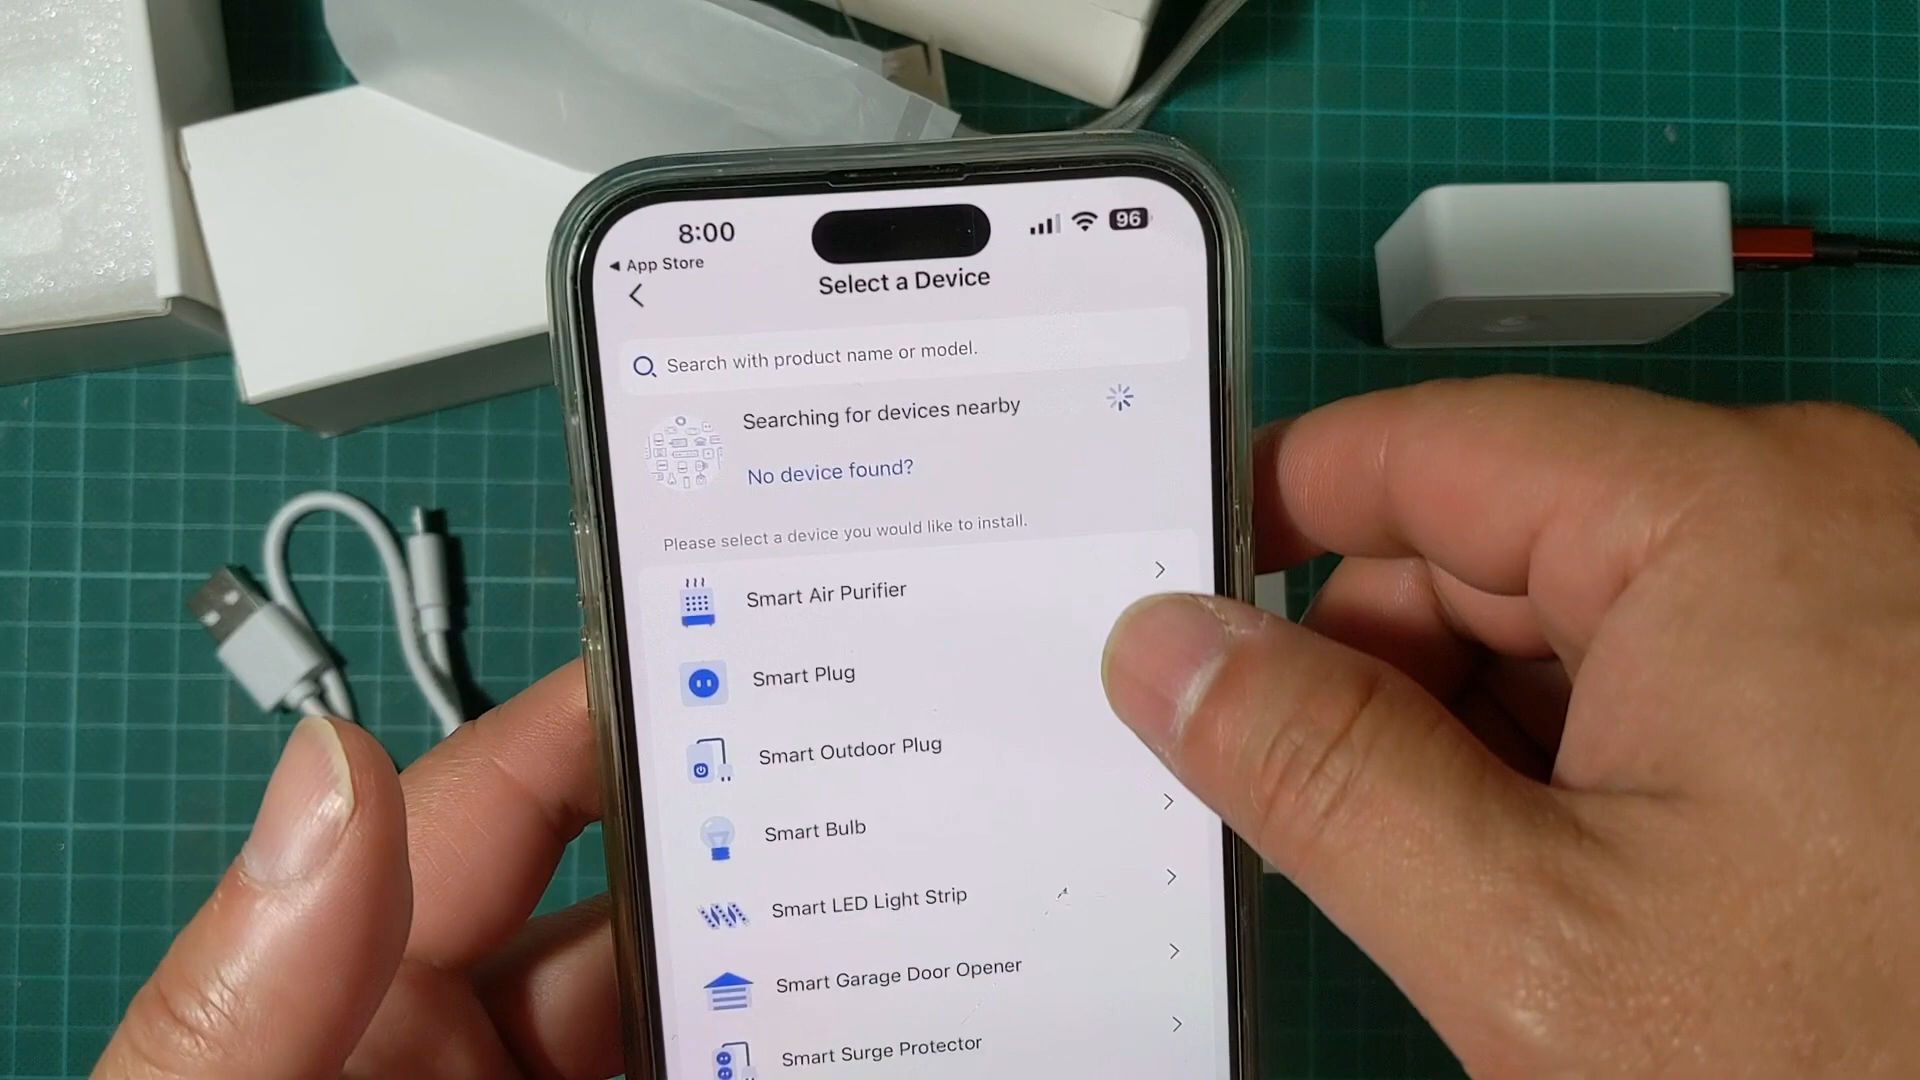 8:00
96
◀ App Store
Select a Device
Search with product name or model.
Searching for devices nearby
No device found?
Please select a device you would like to install.
Smart Air Purifier
Smart Plug
Smart Outdoor Plug
Smart Bulb
Smart LED Light Strip
Smart Garage Door Opener
Smart Surge Protector